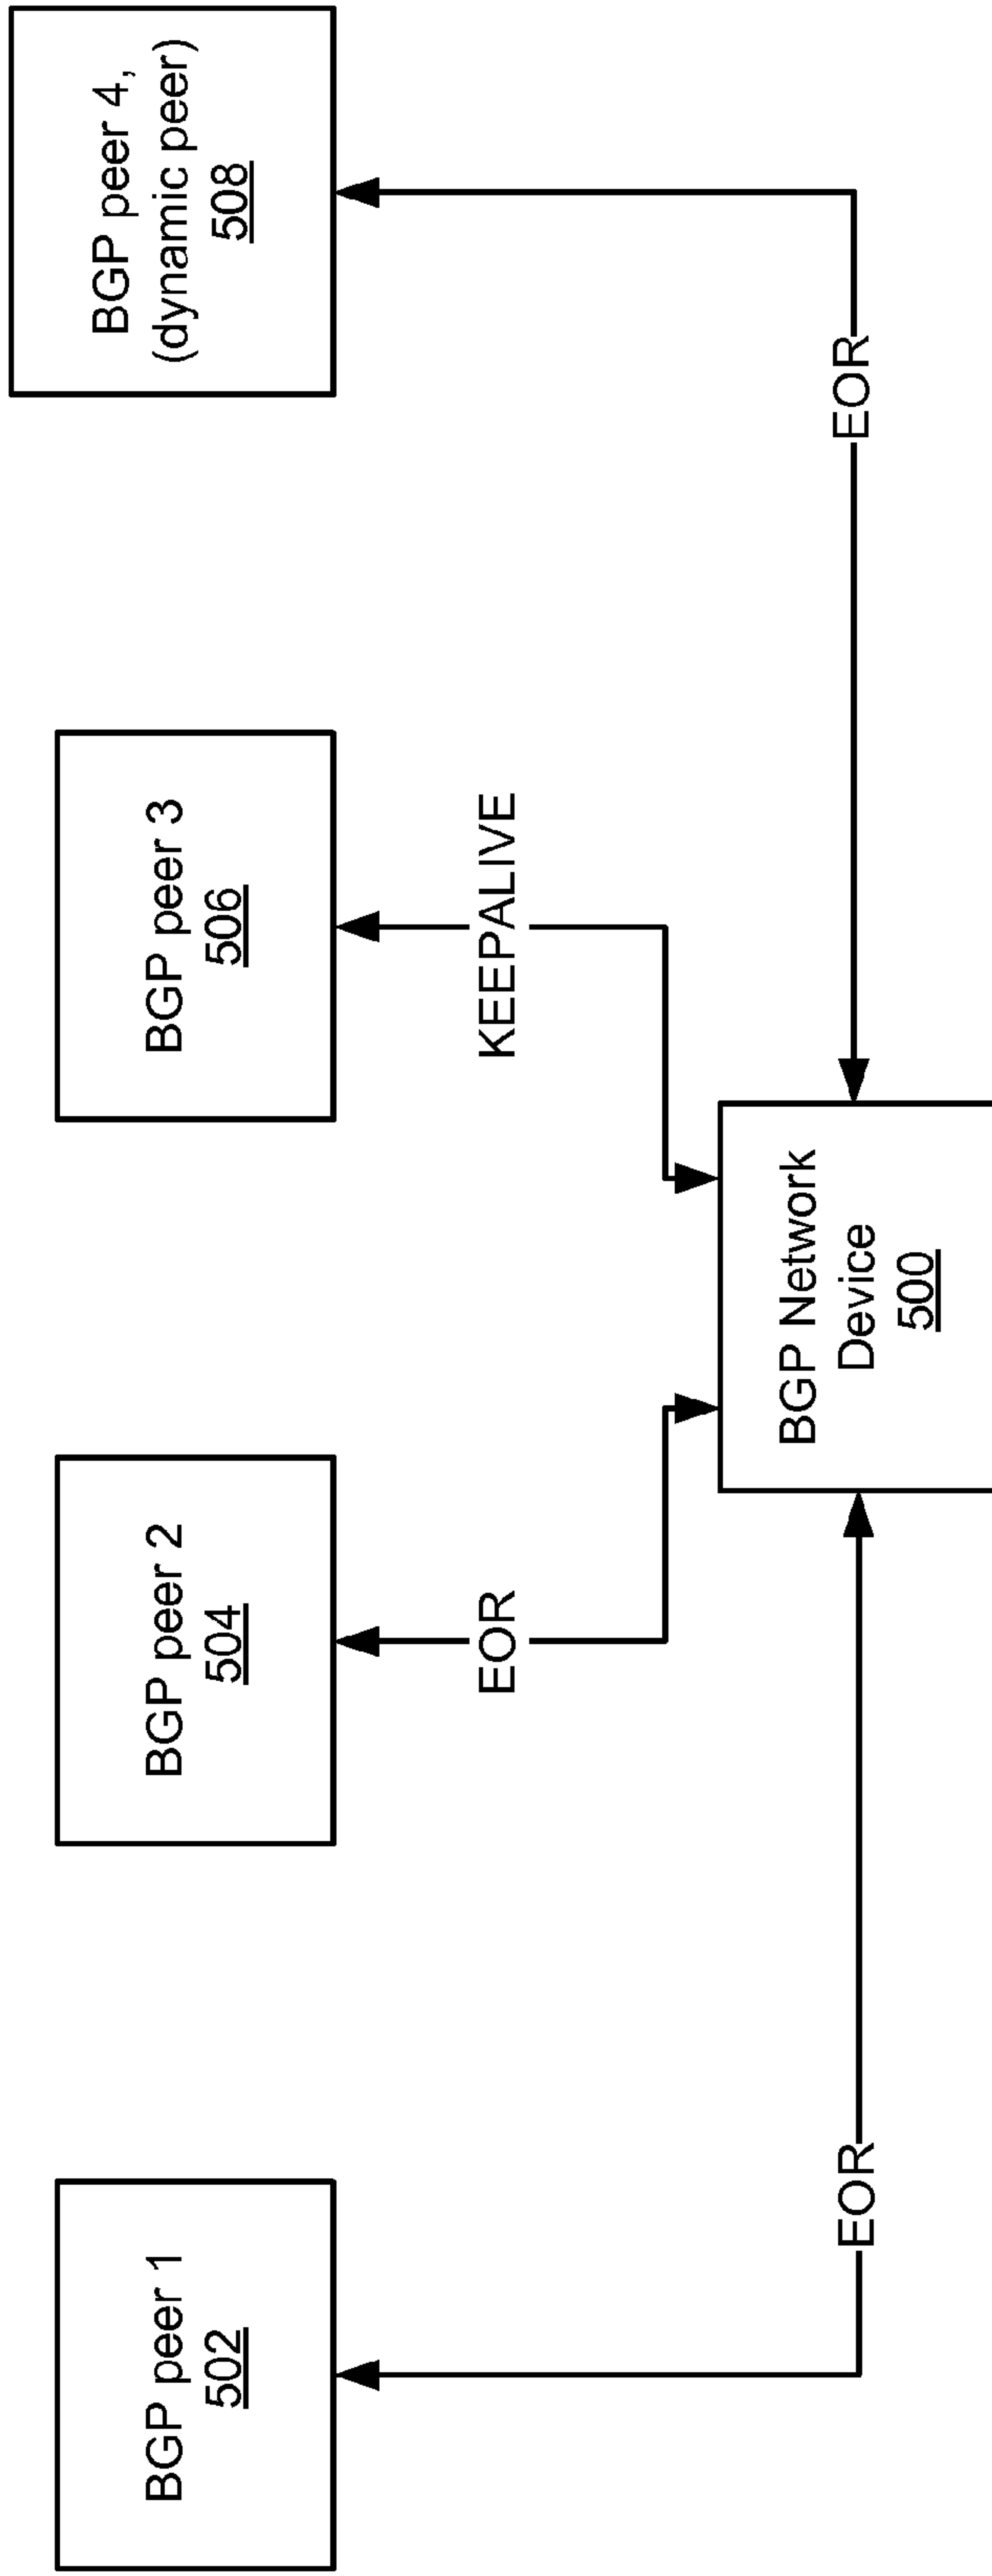 BGP peer 1
502
BGP peer 2
504
BGP peer 3
506
BGP peer 4,
(dynamic peer)
508
EOR
KEEPALIVE
EOR
EOR
BGP Network
Device
500